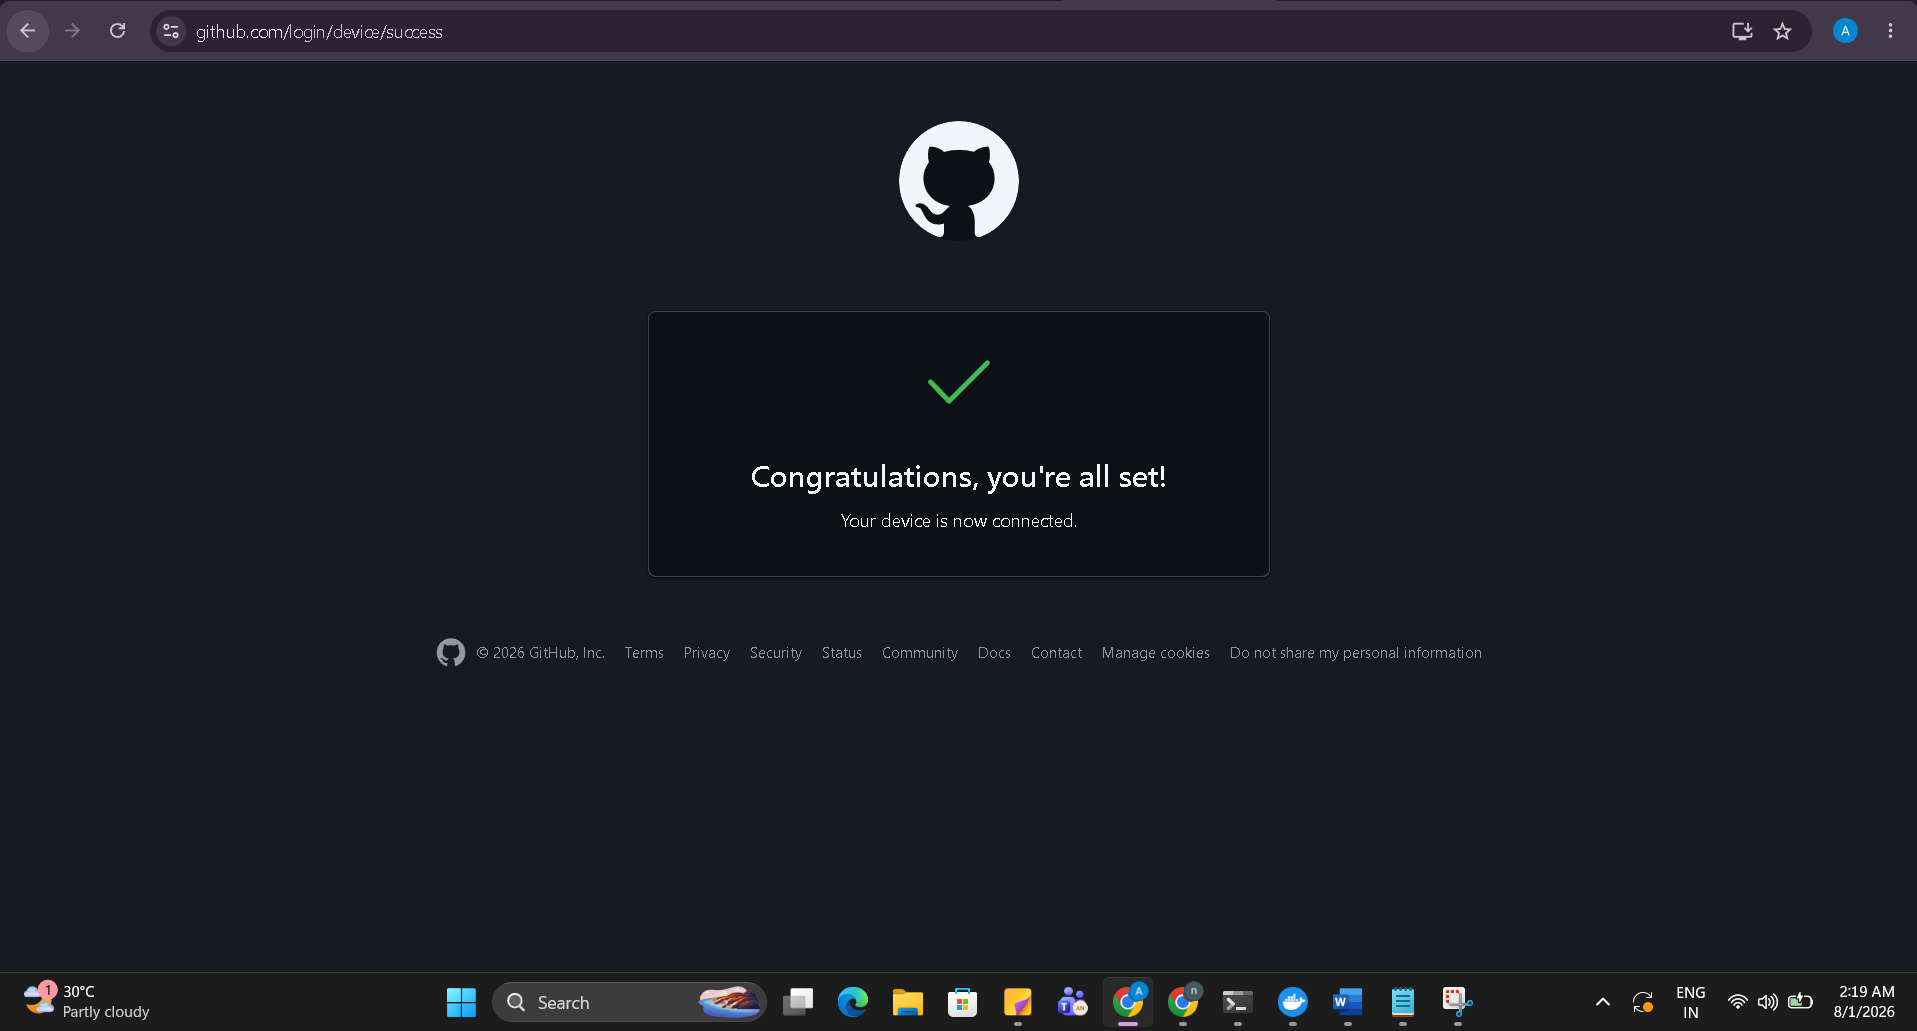 github.com/login/device/success
A
Congratulations, you're all set!
Your device is now connected.
© 2026 GitHub, Inc. Terms Privacy Security Status Community Docs Contact Manage cookies Do not share my personal information
1
30°C
Partly cloudy
Search
T
AN
A
n
W
ENG
IN
2:19 AM
8/1/2026